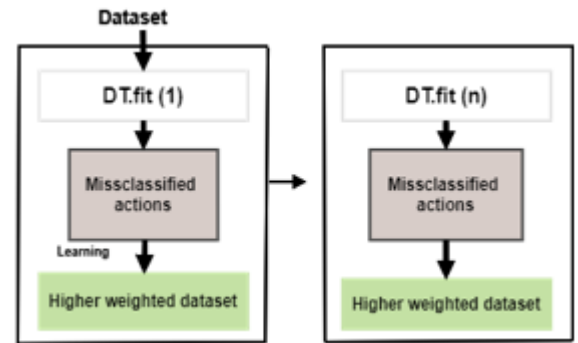 Dataset
DT.fit (1)
Missclassified
actions
Learning
Higher weighted dataset
DT.fit (n)
Missclassified
actions
Higher weighted dataset